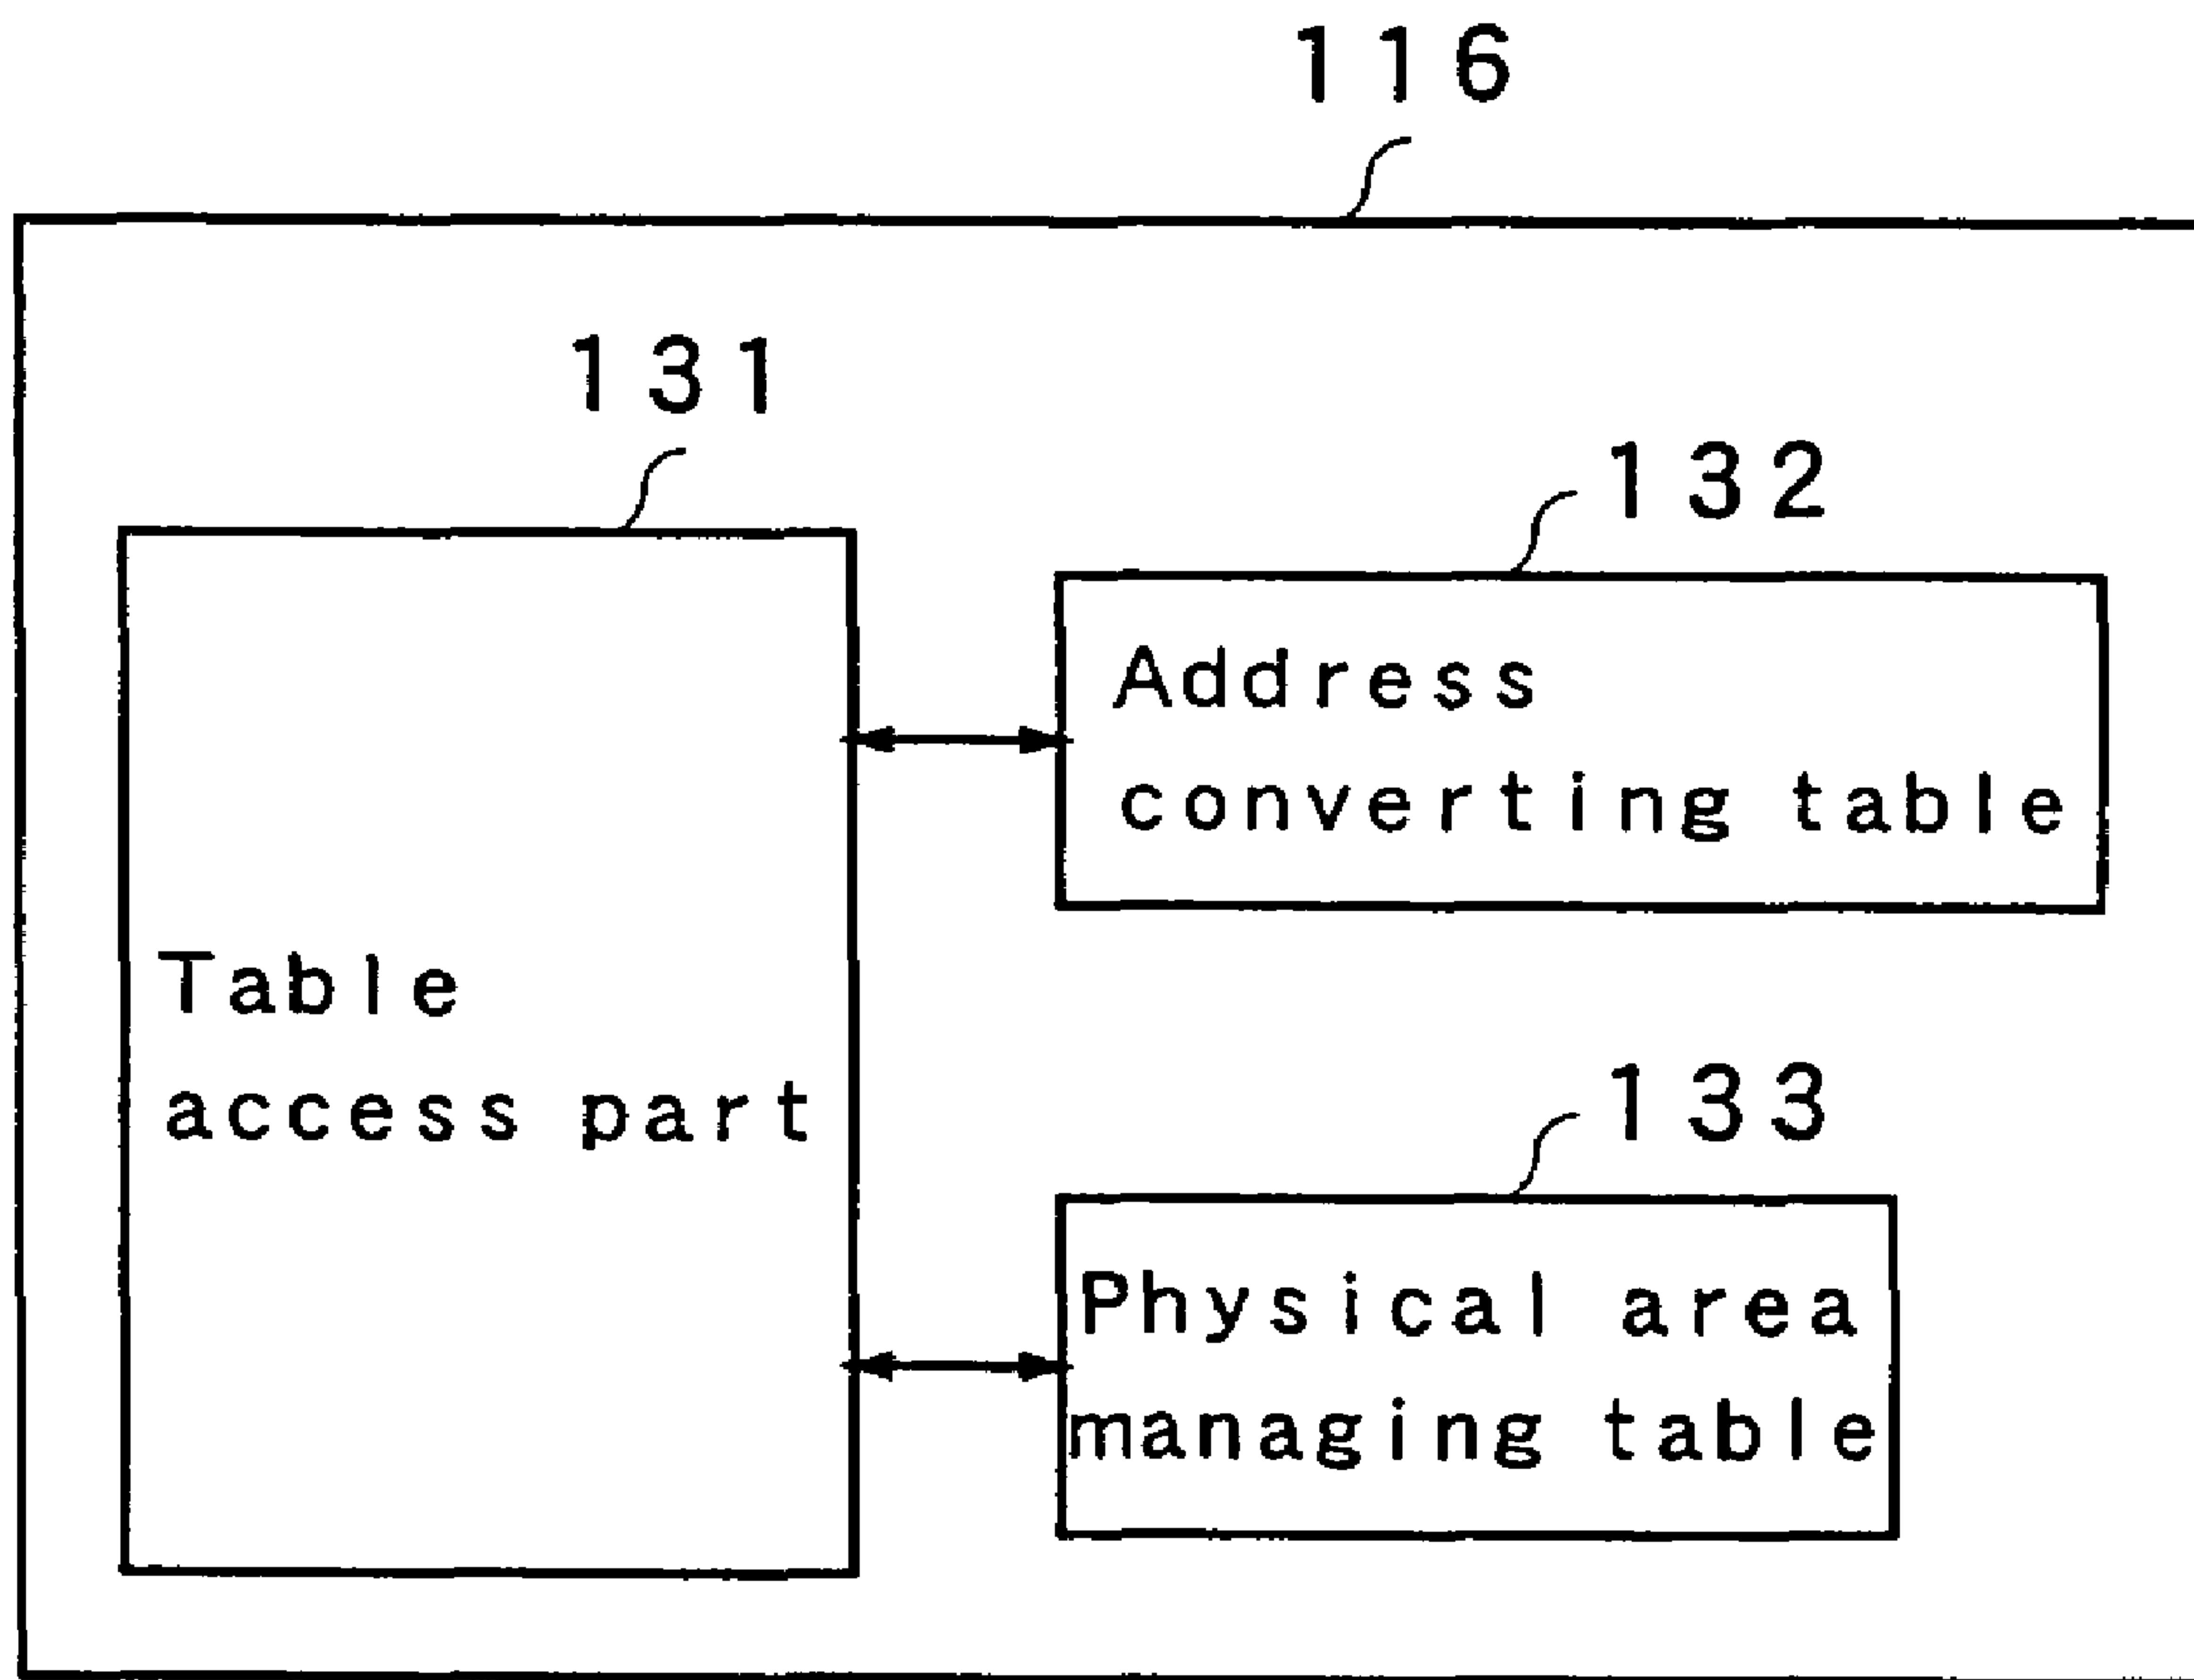 116
131
132
Address
converting table
Table
access part
133
Physical area
managing table